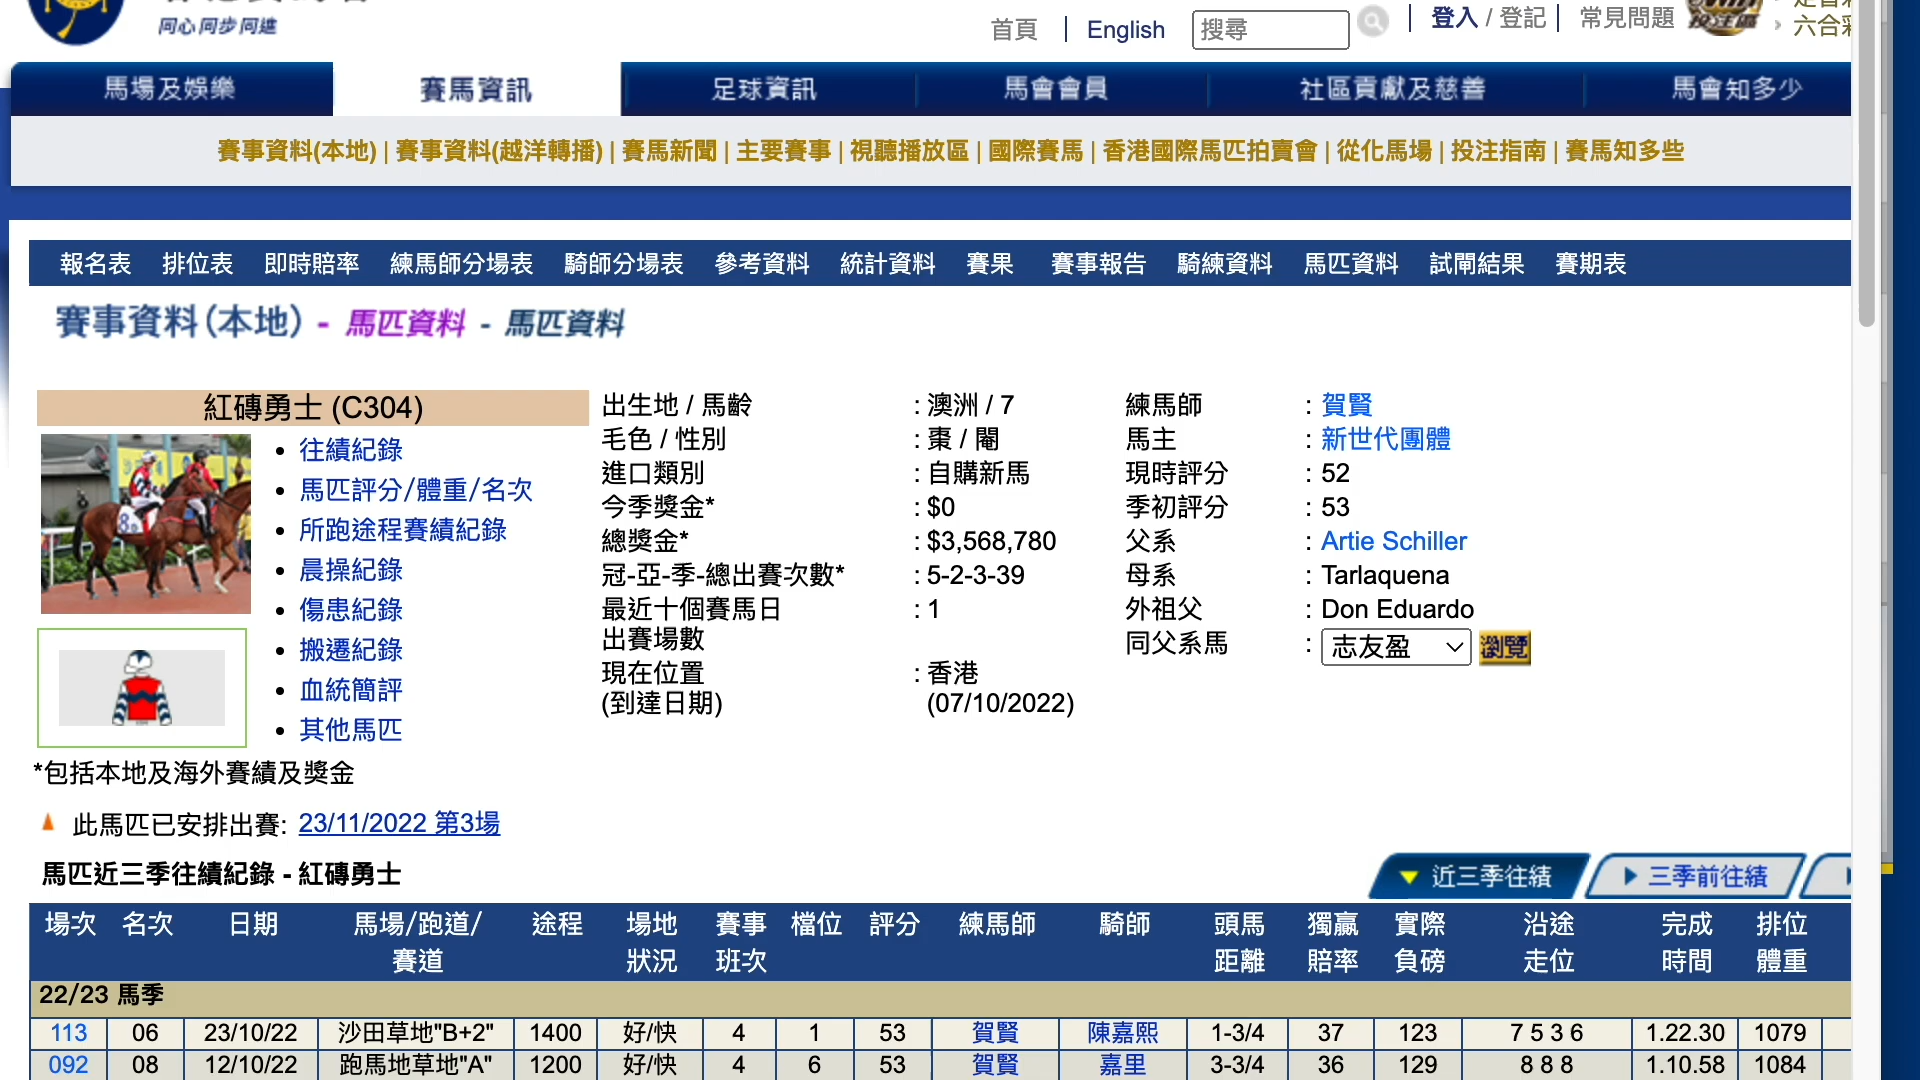 同心同步同進
首頁 | English 搜尋 | 登入 / 登記 | 常見問題 投注區
六合彩
馬場及娛樂 賽馬資訊 足球資訊 馬會會員 社區貢獻及慈善 馬會知多少
賽事資料(本地) | 賽事資料(越洋轉播) | 賽馬新聞 | 主要賽事 | 視聽播放區 | 國際賽馬 | 香港國際馬匹拍賣會 | 從化馬場 | 投注指南 | 賽馬知多些
報名表 排位表 即時賠率 練馬師分場表 騎師分場表 參考資料 統計資料 賽果 賽事報告 騎練資料 馬匹資料 試閘結果 賽期表
賽事資料(本地) - 馬匹資料 - 馬匹資料
紅磚勇士 (C304)
往績紀錄
馬匹評分/體重/名次
所跑途程賽績紀錄
晨操紀錄
傷患紀錄
搬遷紀錄
血統簡評
其他馬匹
出生地 / 馬齡 : 澳洲 / 7
毛色 / 性別 : 棗 / 閹
進口類別 : 自購新馬
今季獎金* : $0
總獎金* : $3,568,780
冠-亞-季-總出賽次數* : 5-2-3-39
最近十個賽馬日 : 1
出賽場數
現在位置 : 香港
(到達日期) (07/10/2022)
練馬師 : 賀賢
馬主 : 新世代團體
現時評分 : 52
季初評分 : 53
父系 : Artie Schiller
母系 : Tarlaquena
外祖父 : Don Eduardo
同父系馬 : 志友盈 瀏覽
*包括本地及海外賽績及獎金
此馬匹已安排出賽: 23/11/2022 第3場
馬匹近三季往績紀錄 - 紅磚勇士
近三季往績 三季前往績
場次 名次 日期 馬場/跑道/ 途程 場地 賽事 檔位 評分 練馬師 騎師 頭馬 獨贏 實際 沿途 完成 排位
賽道 狀況 班次 距離 賠率 負磅 走位 時間 體重
22/23 馬季
113 06 23/10/22 沙田草地"B+2" 1400 好/快 4 1 53 賀賢 陳嘉熙 1-3/4 37 123 7 5 3 6 1.22.30 1079
092 08 12/10/22 跑馬地草地"A" 1200 好/快 4 6 53 賀賢 嘉里 3-3/4 36 129 8 8 8 1.10.58 1084